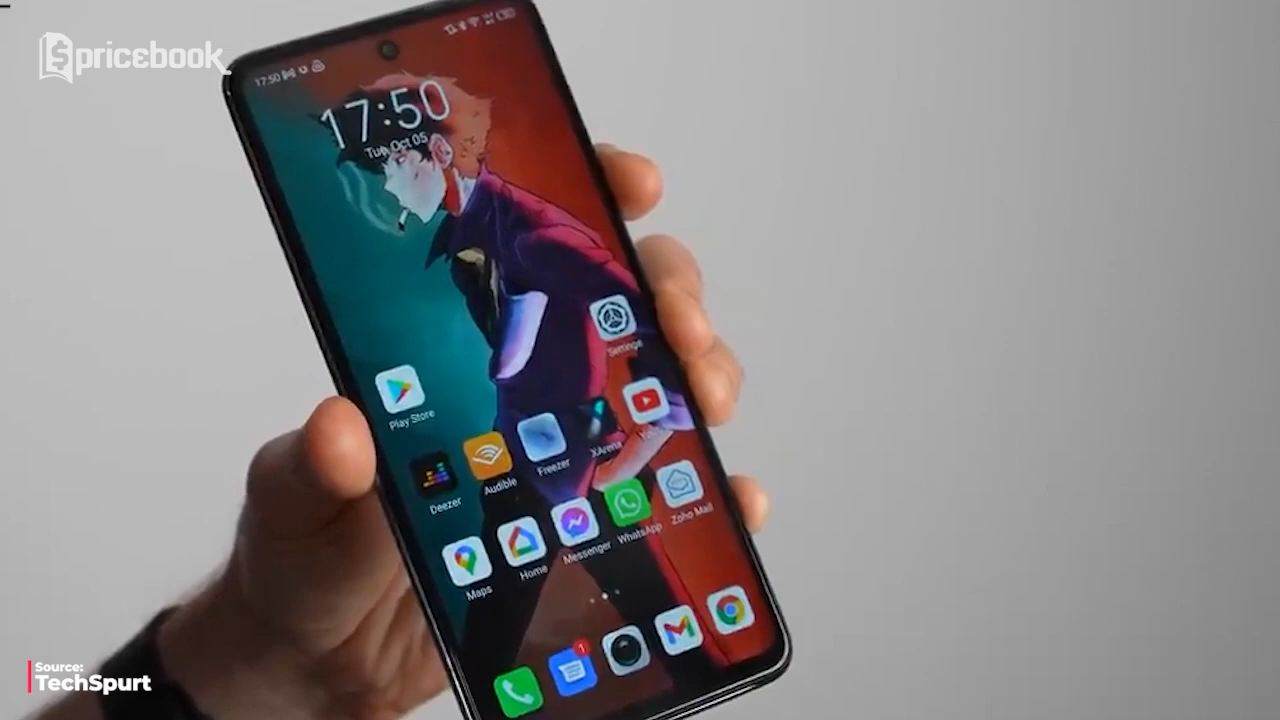 pricebook
17:50
17:50
Tue, Oct 05
Settings
Play Store
Deezer
Audible
Freezer
XArena
Maps
Home
Messenger
WhatsApp
Zoho Mail
1
Source:
TechSpurt